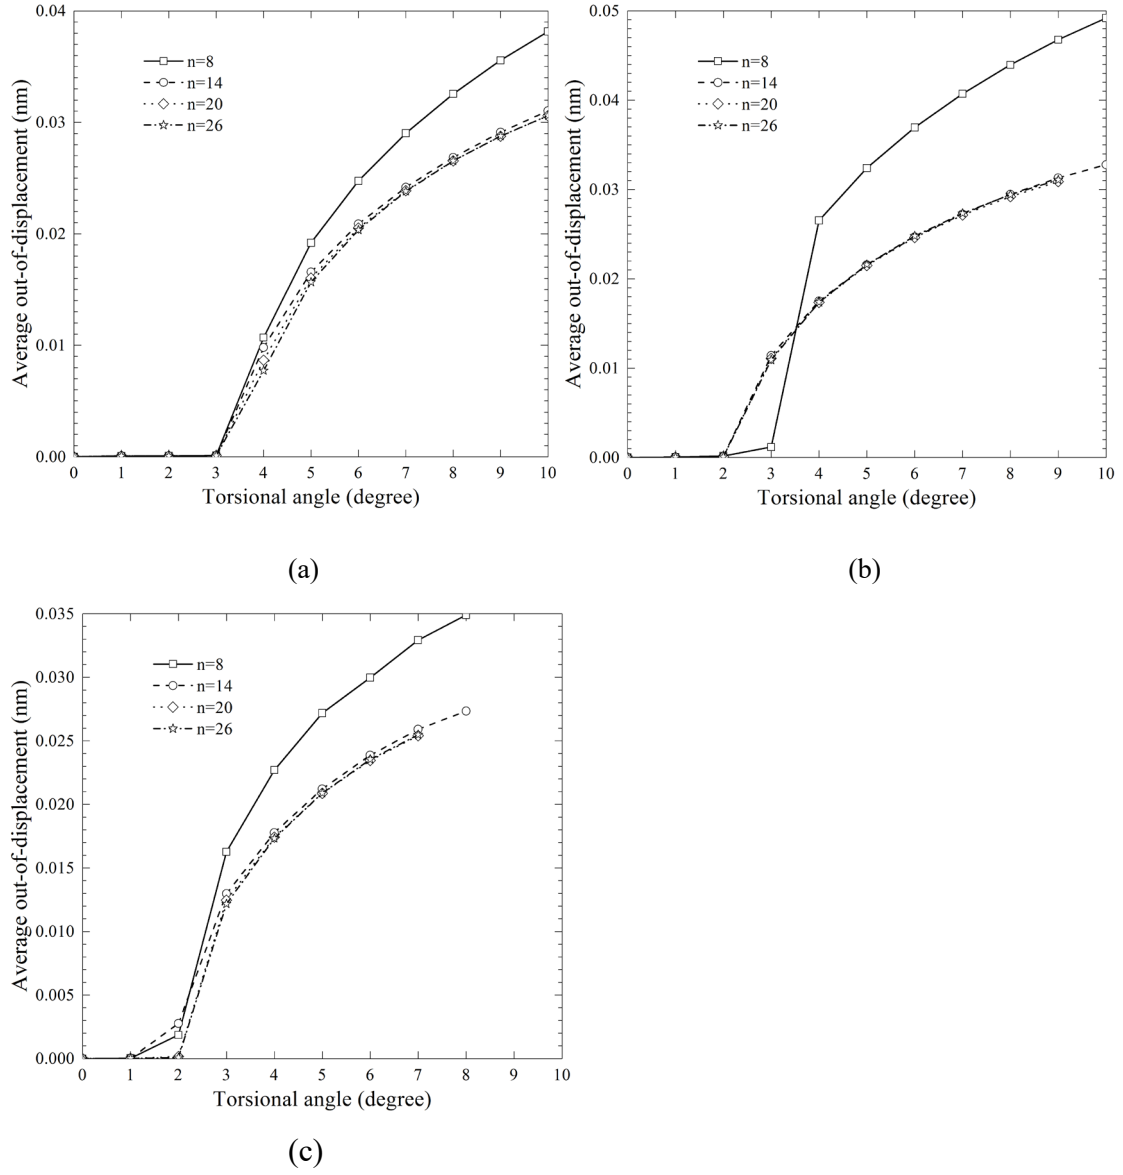 0.04
0.03
0.02
0.01
0.00
Average out-of-displacement (nm)
n=8
n=14
n=20
n=26
0 1 2 3 4 5 6 7 8 9 10
Torsional angle (degree)
(a)
0.05
0.04
0.03
0.02
0.01
0.00
Average out-of-displacement (nm)
n=8
n=14
n=20
n=26
0 1 2 3 4 5 6 7 8 9 10
Torsional angle (degree)
(b)
0.035
0.030
0.025
0.020
0.015
0.010
0.005
0.000
Average out-of-displacement (nm)
n=8
n=14
n=20
n=26
0 1 2 3 4 5 6 7 8 9 10
Torsional angle (degree)
(c)